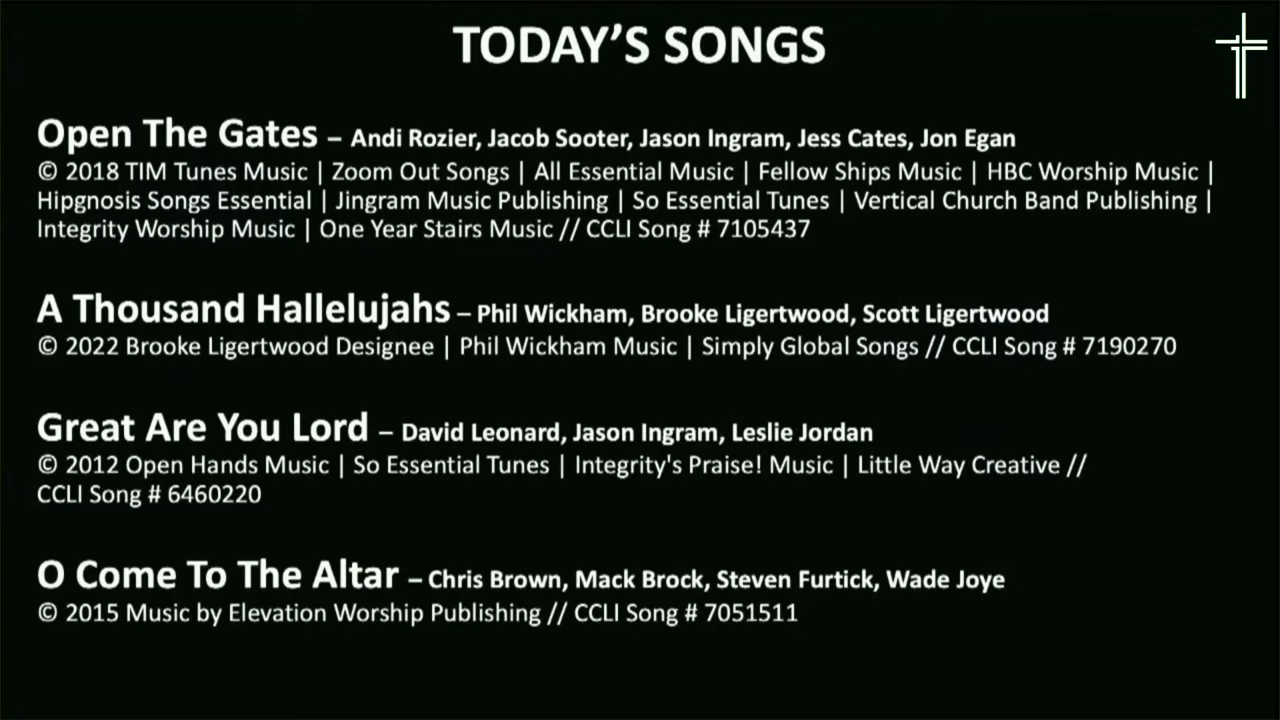 TODAY’S SONGS
Open The Gates – Andi Rozier, Jacob Sooter, Jason Ingram, Jess Cates, Jon Egan
© 2018 TIM Tunes Music | Zoom Out Songs | All Essential Music | Fellow Ships Music | HBC Worship Music |
Hipgnosis Songs Essential | Jingram Music Publishing | So Essential Tunes | Vertical Church Band Publishing |
Integrity Worship Music | One Year Stairs Music // CCLI Song # 7105437
A Thousand Hallelujahs – Phil Wickham, Brooke Ligertwood, Scott Ligertwood
© 2022 Brooke Ligertwood Designee | Phil Wickham Music | Simply Global Songs // CCLI Song # 7190270
Great Are You Lord – David Leonard, Jason Ingram, Leslie Jordan
© 2012 Open Hands Music | So Essential Tunes | Integrity's Praise! Music | Little Way Creative //
CCLI Song # 6460220
O Come To The Altar – Chris Brown, Mack Brock, Steven Furtick, Wade Joye
© 2015 Music by Elevation Worship Publishing // CCLI Song # 7051511